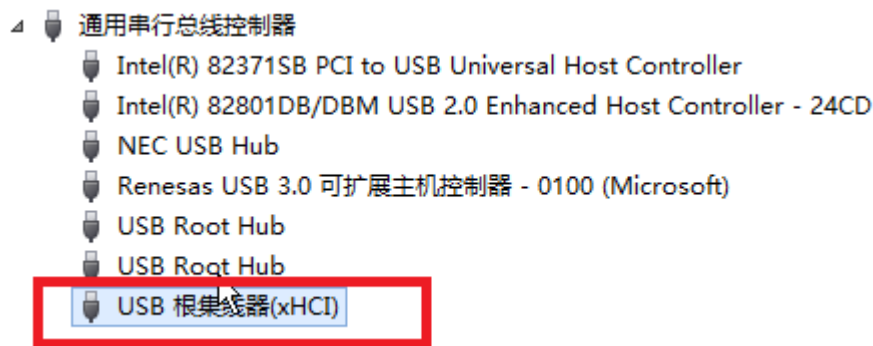 通用串行总线控制器
Intel(R) 82371SB PCI to USB Universal Host Controller
Intel(R) 82801DB/DBM USB 2.0 Enhanced Host Controller - 24CD
NEC USB Hub
Renesas USB 3.0 可扩展主机控制器 - 0100 (Microsoft)
USB Root Hub
USB Root Hub
USB 根集线器(xHCI)